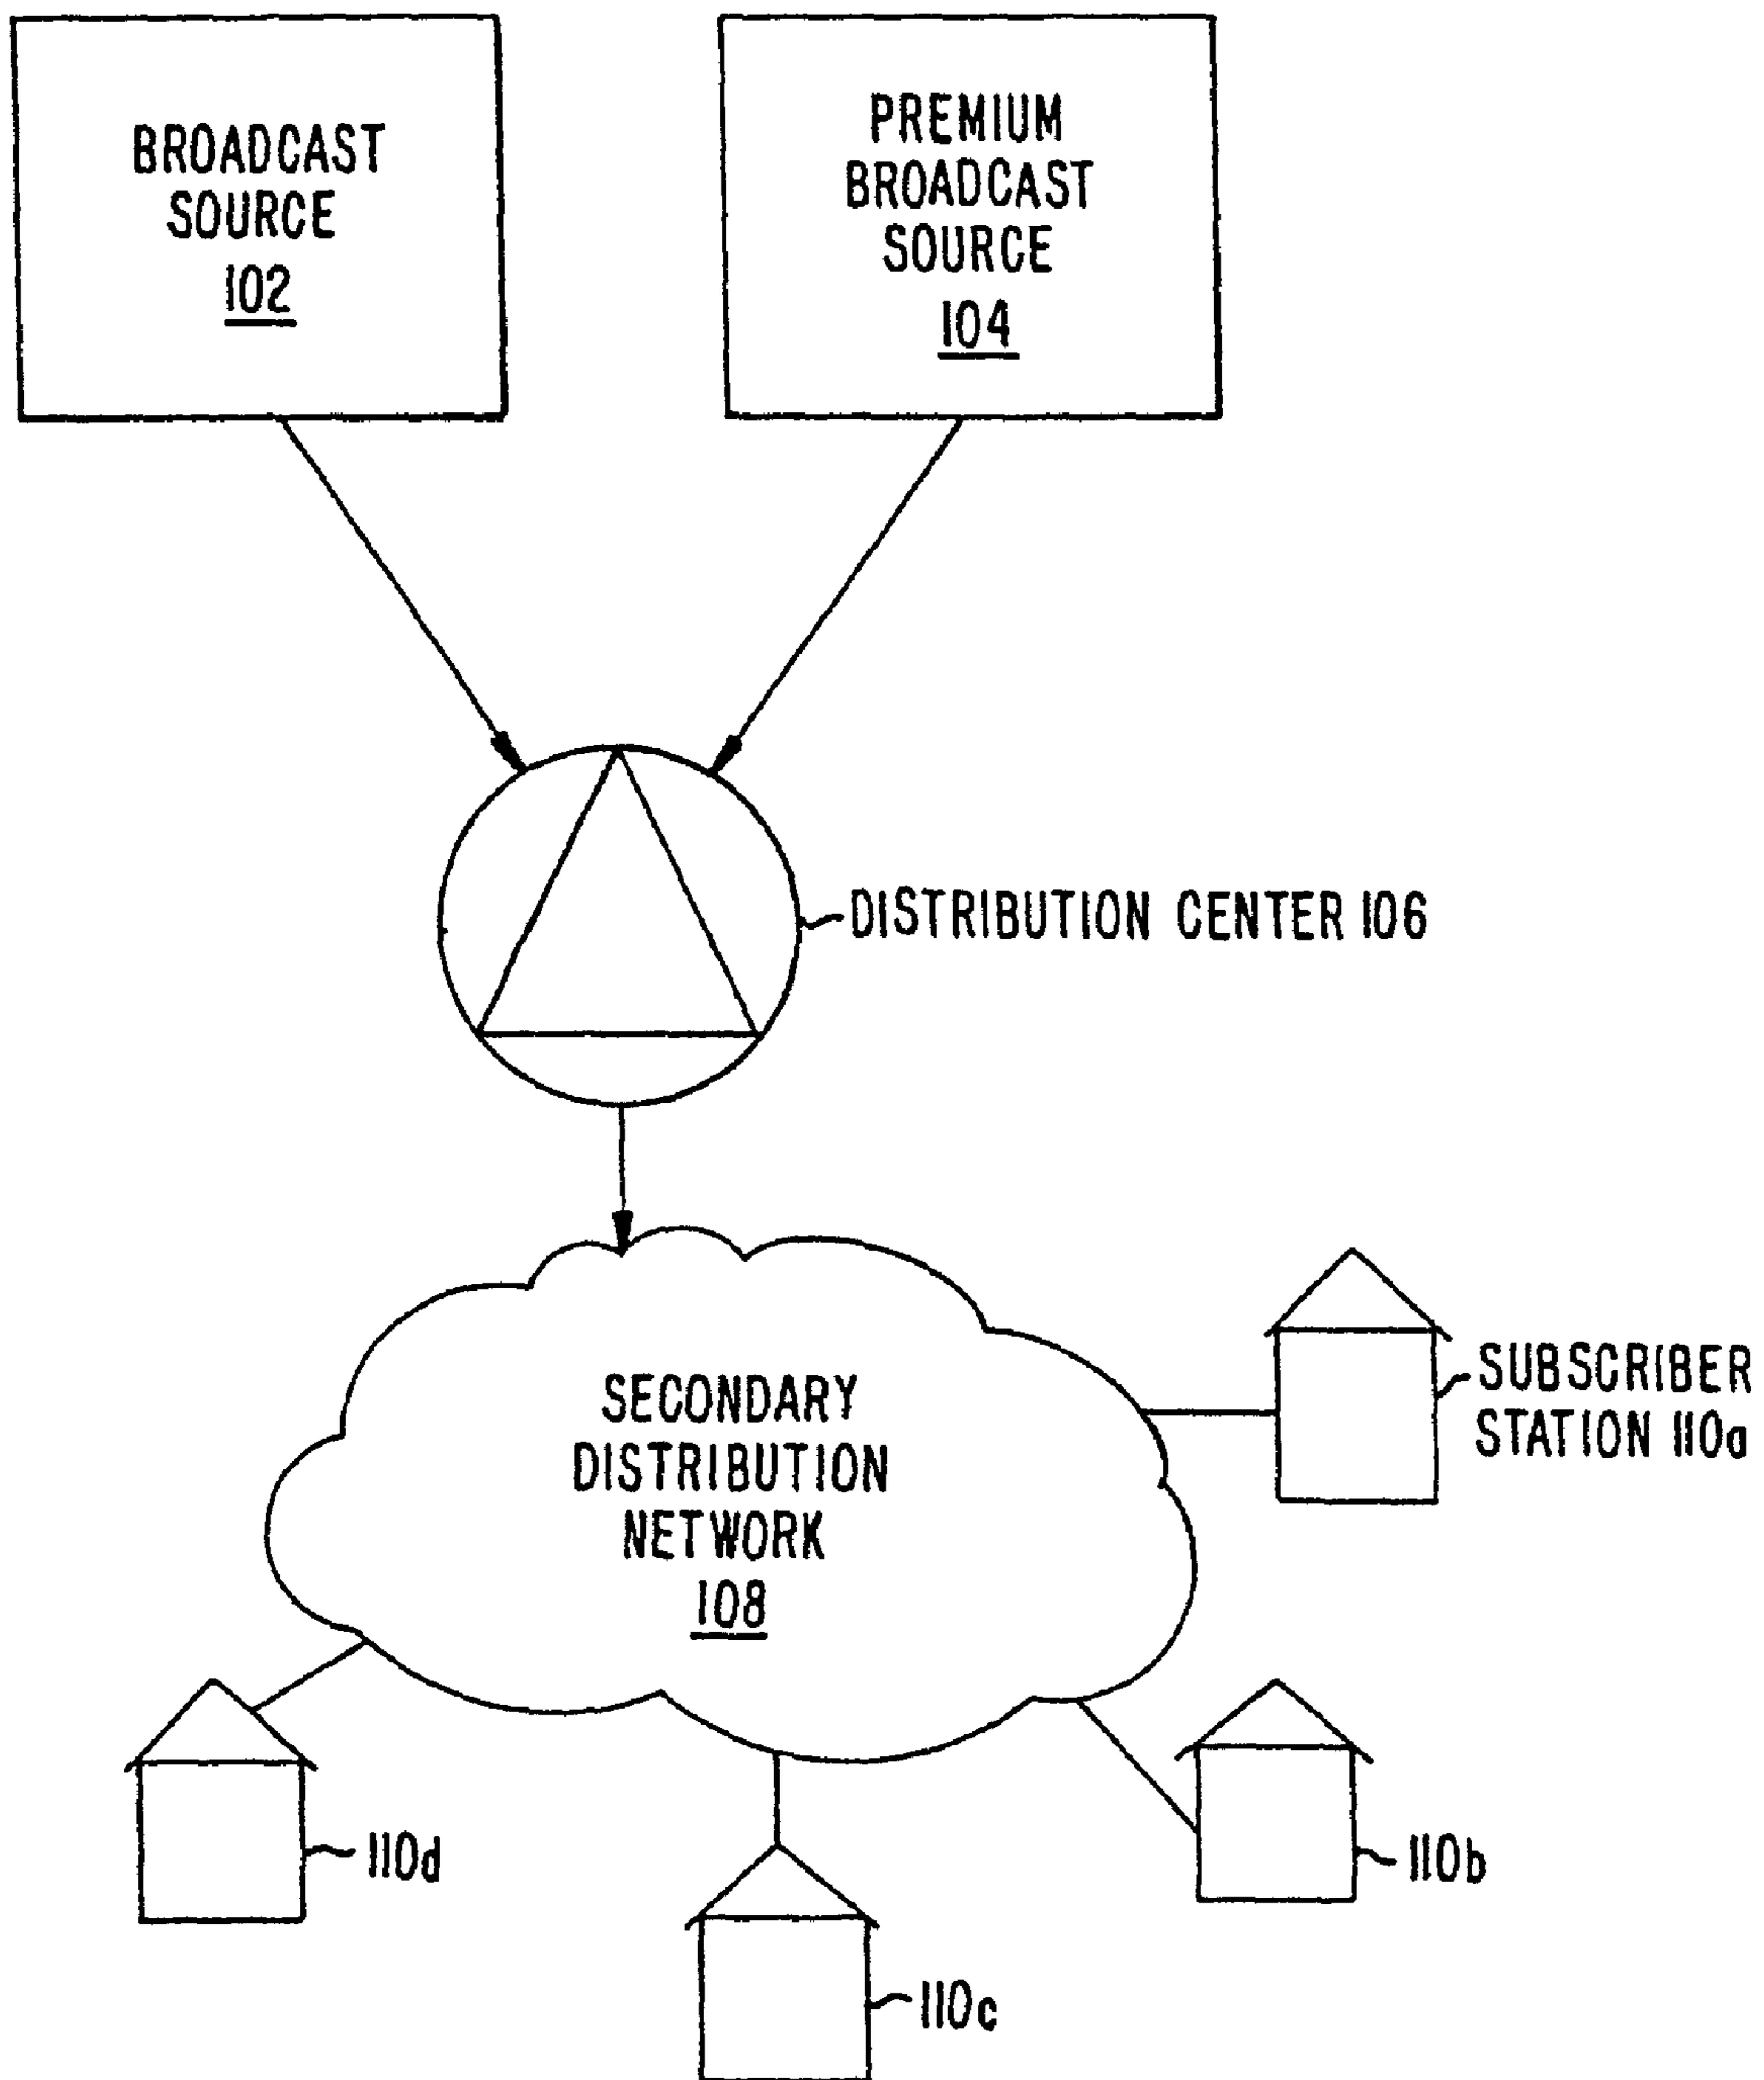 BROADCAST
SOURCE
102
PREMIUM
BROADCAST
SOURCE
104
DISTRIBUTION CENTER 106
SECONDARY
DISTRIBUTION
NETWORK
108
SUBSCRIBER
STATION 110a
110d
110b
110c